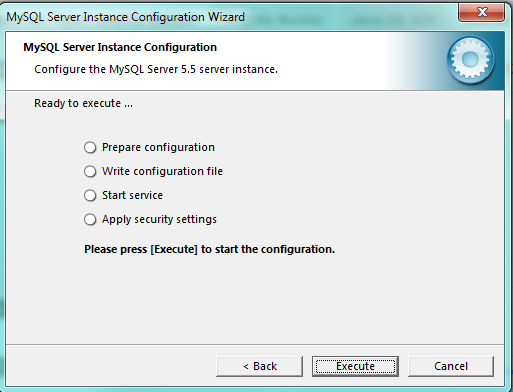 MySQL Server Instance Configuration Wizard
MySQL Server Instance Configuration
Configure the MySQL Server 5.5 server instance.
Ready to execute ...
Prepare configuration
Write configuration file
Start service
Apply security settings
Please press [Execute] to start the configuration.
< Back
Execute
Cancel